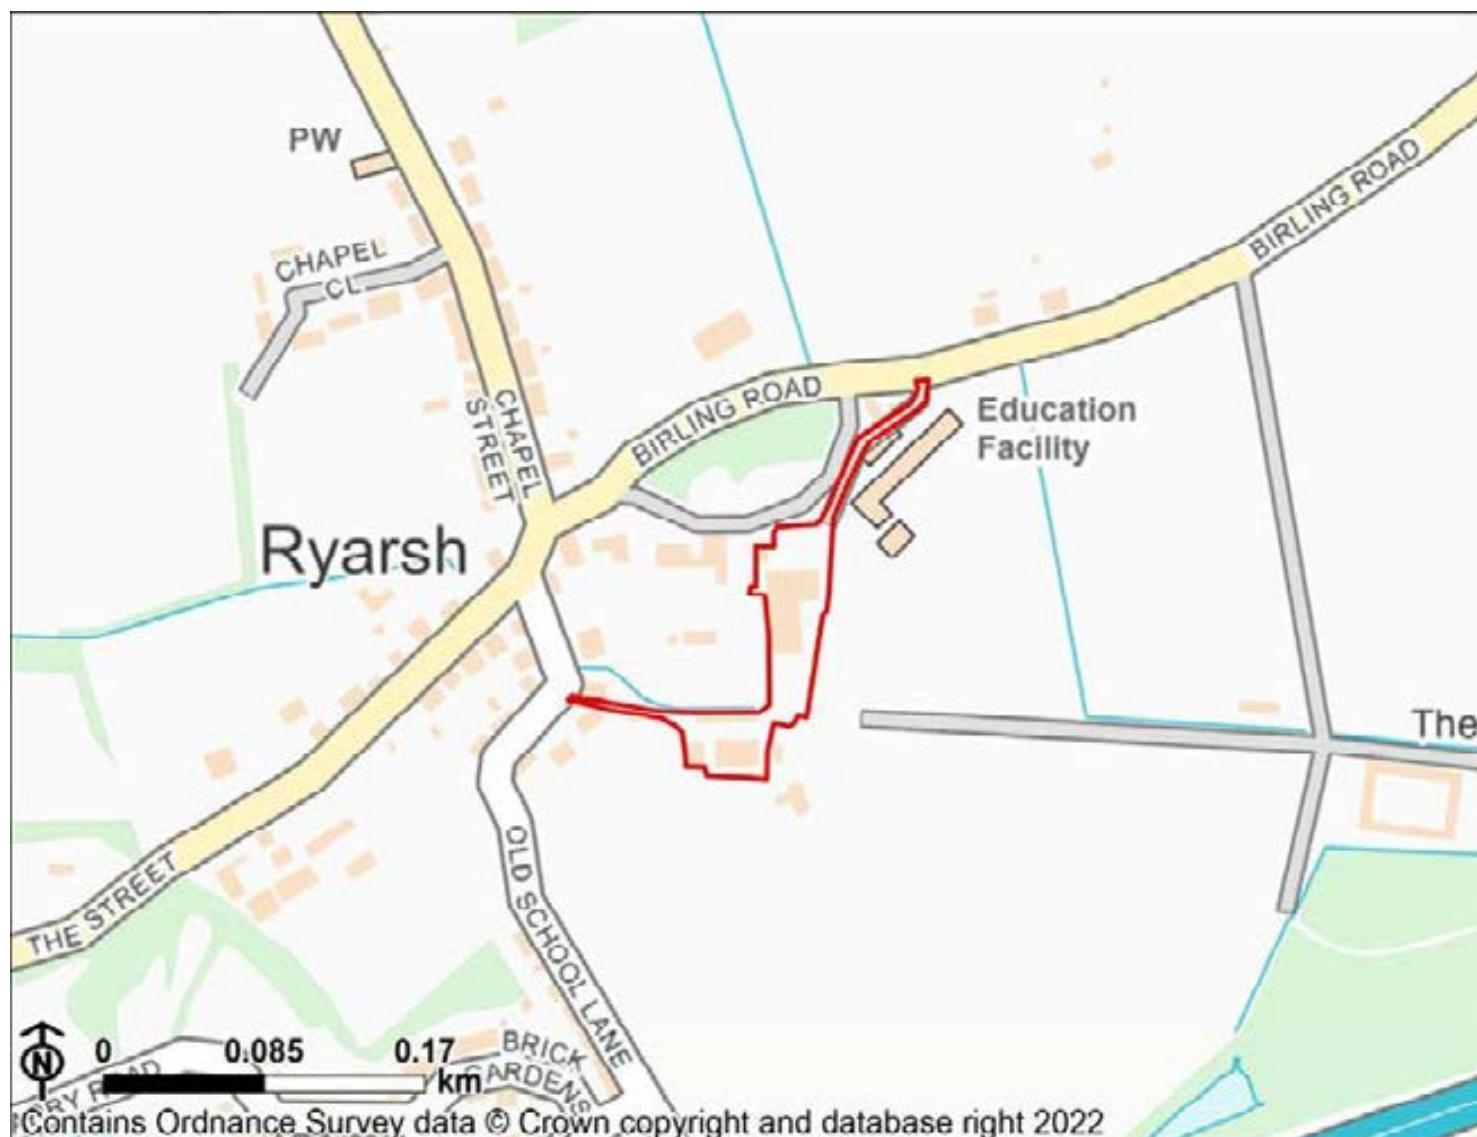 PW
BIRLING ROAD
CHAPEL
CL
BIRLING ROAD
CHAPEL
STREET
Education
Facility
Ryarsh
The
THE STREET
OLD SCHOOL LANE
BRICK
GARDENS
N
0 0.085 0.17
km
ROAD
Contains Ordnance Survey data © Crown copyright and database right 2022